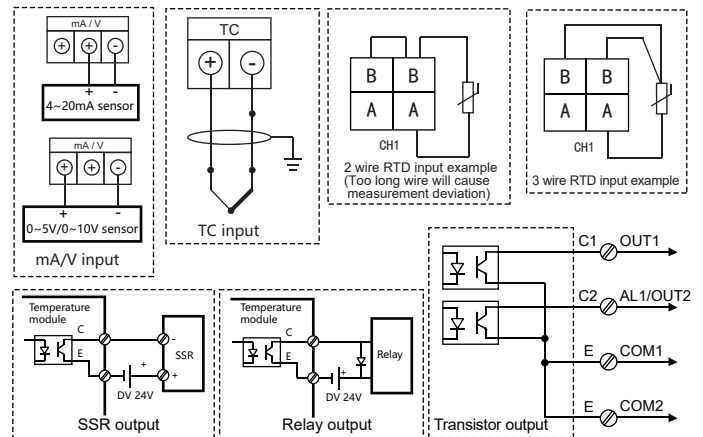 mA / V
+ + -
+ -
4~20mA sensor
mA / V
+ + -
+ -
0~5V/0~10V sensor
mA/V input
TC
+ -
TC input
B B
A A
CH1
2 wire RTD input example
(Too long wire will cause
measurement deviation)
B B
A A
CH1
3 wire RTD input example
Temperature
module
C
E
-
+
SSR
+
DV 24V
SSR output
Temperature
module
C
E
Relay
+
DV 24V
Relay output
C1 OUT1
C2 AL1/OUT2
E COM1
E COM2
Transistor output